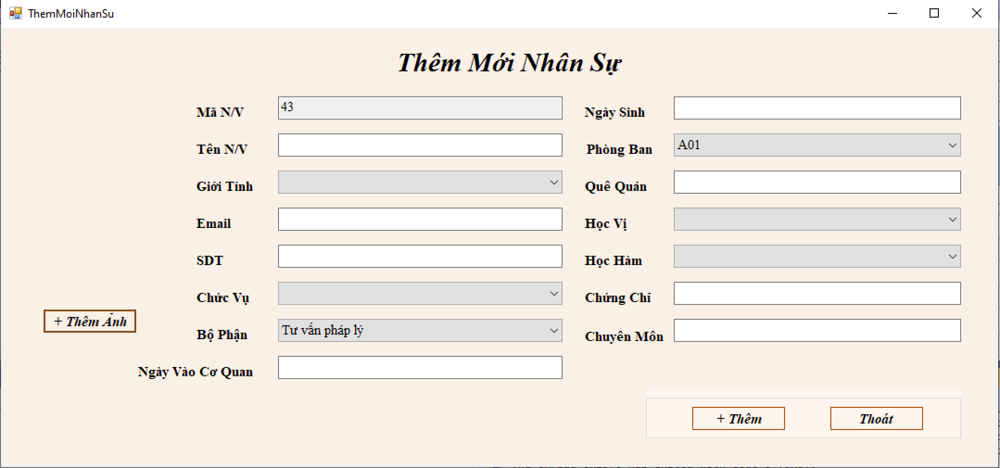 ThemMoiNhanSu
Thêm Mới Nhân Sự
Mã N/V 43 Ngày Sinh
Tên N/V Phòng Ban A01
Giới Tính Quê Quán
Email Học Vị
SDT Học Hàm
Chức Vụ Chứng Chỉ
+ Thêm Ảnh
Bộ Phận Tư vấn pháp lý Chuyên Môn
Ngày Vào Cơ Quan
+ Thêm Thoát